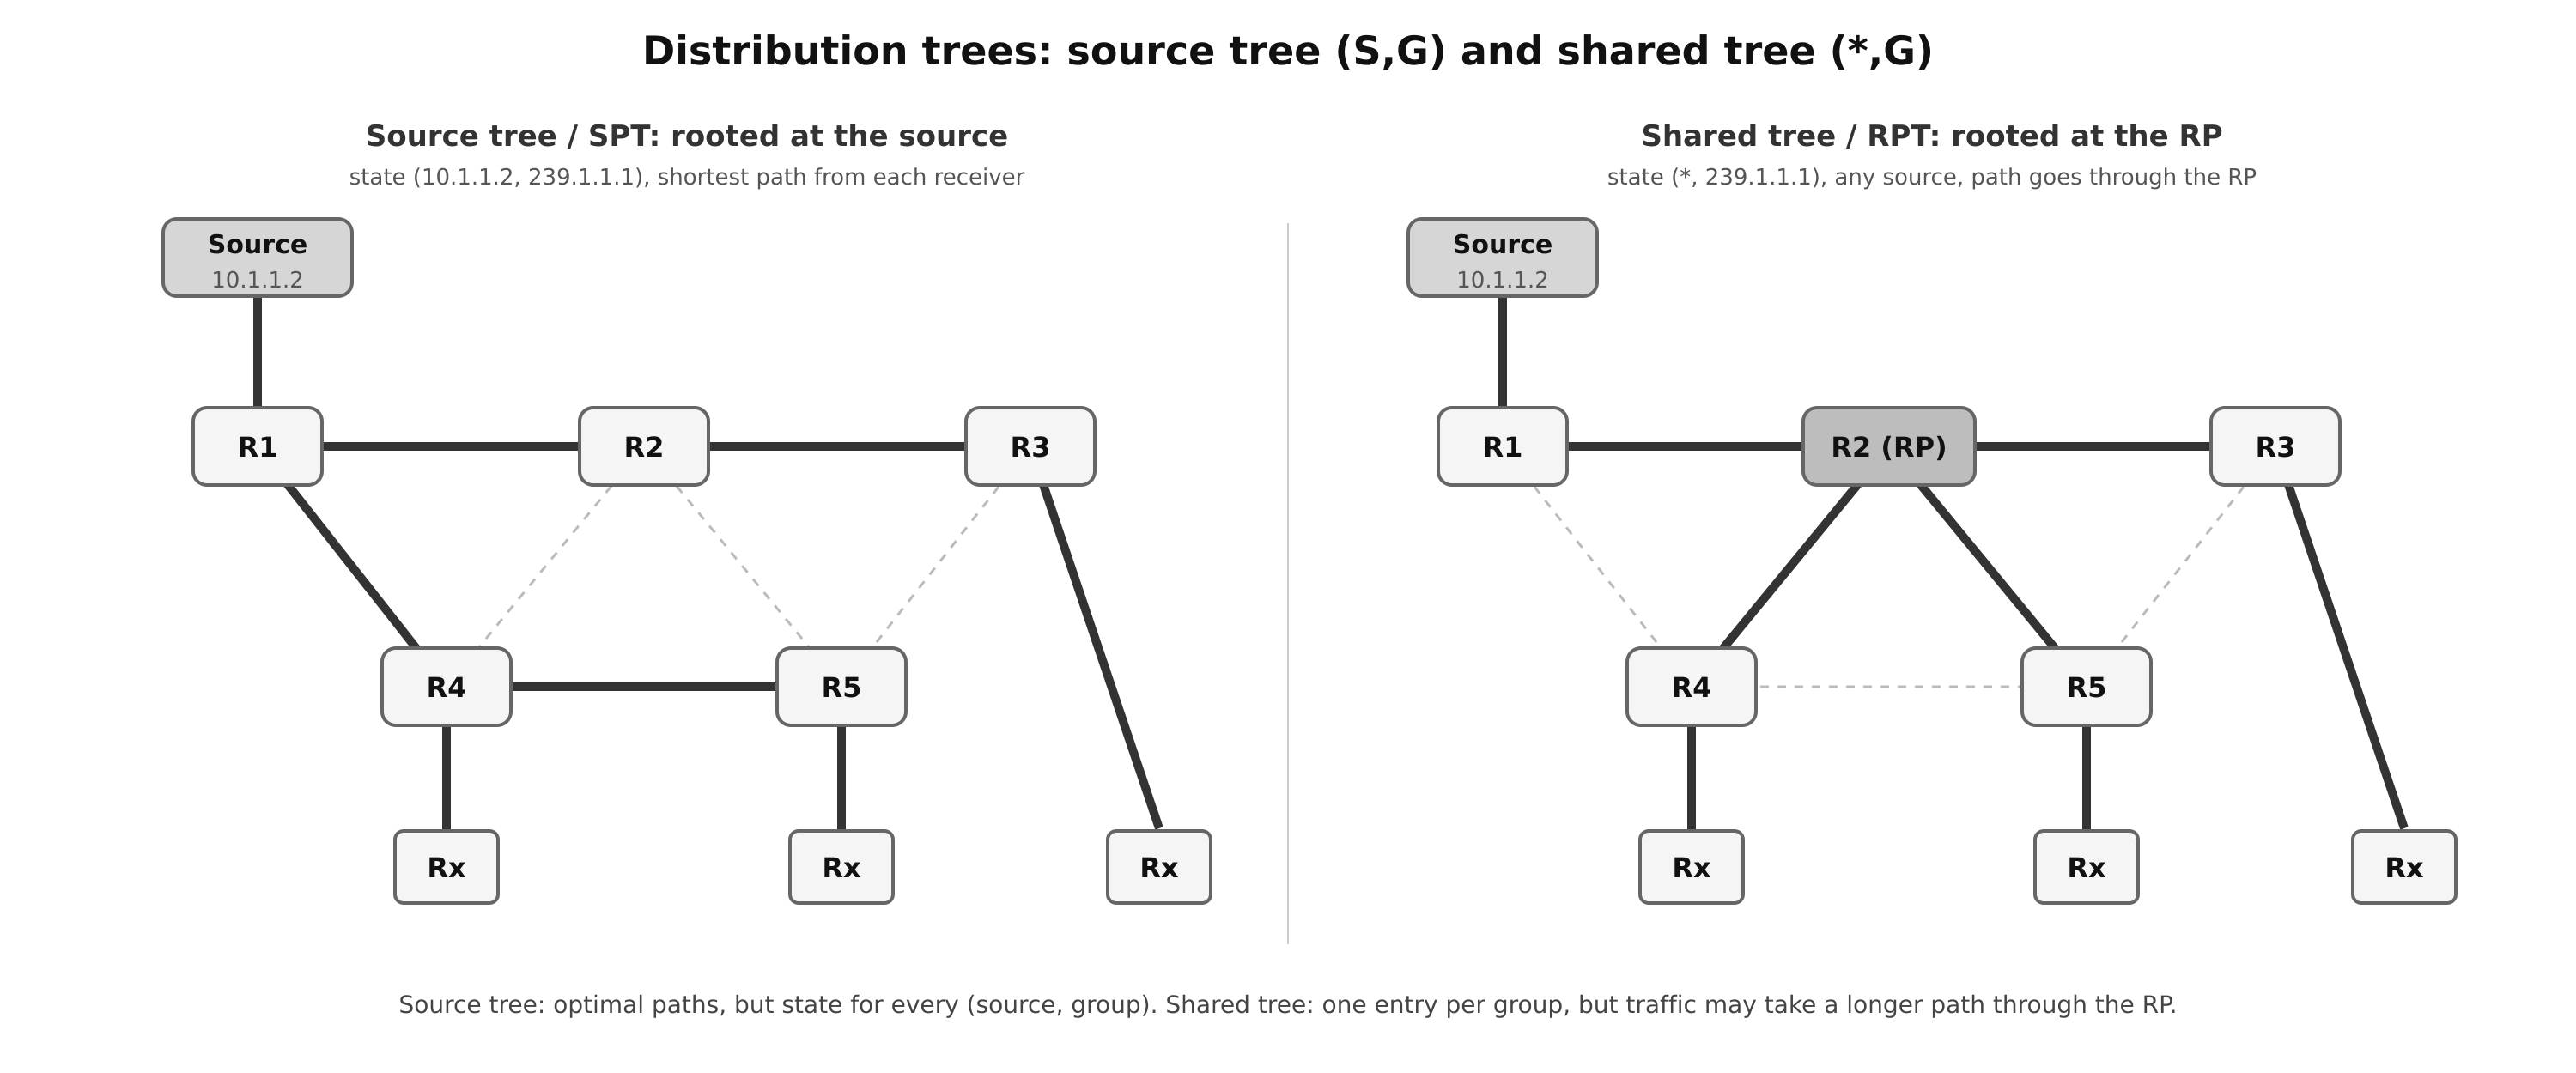 Distribution trees: source tree (S,G) and shared tree (*,G)
Source tree / SPT: rooted at the source
state (10.1.1.2, 239.1.1.1), shortest path from each receiver
Source
10.1.1.2
R1
R2
R3
R4
R5
Rx
Rx
Rx
Shared tree / RPT: rooted at the RP
state (*, 239.1.1.1), any source, path goes through the RP
Source
10.1.1.2
R1
R2 (RP)
R3
R4
R5
Rx
Rx
Rx
Source tree: optimal paths, but state for every (source, group). Shared tree: one entry per group, but traffic may take a longer path through the RP.